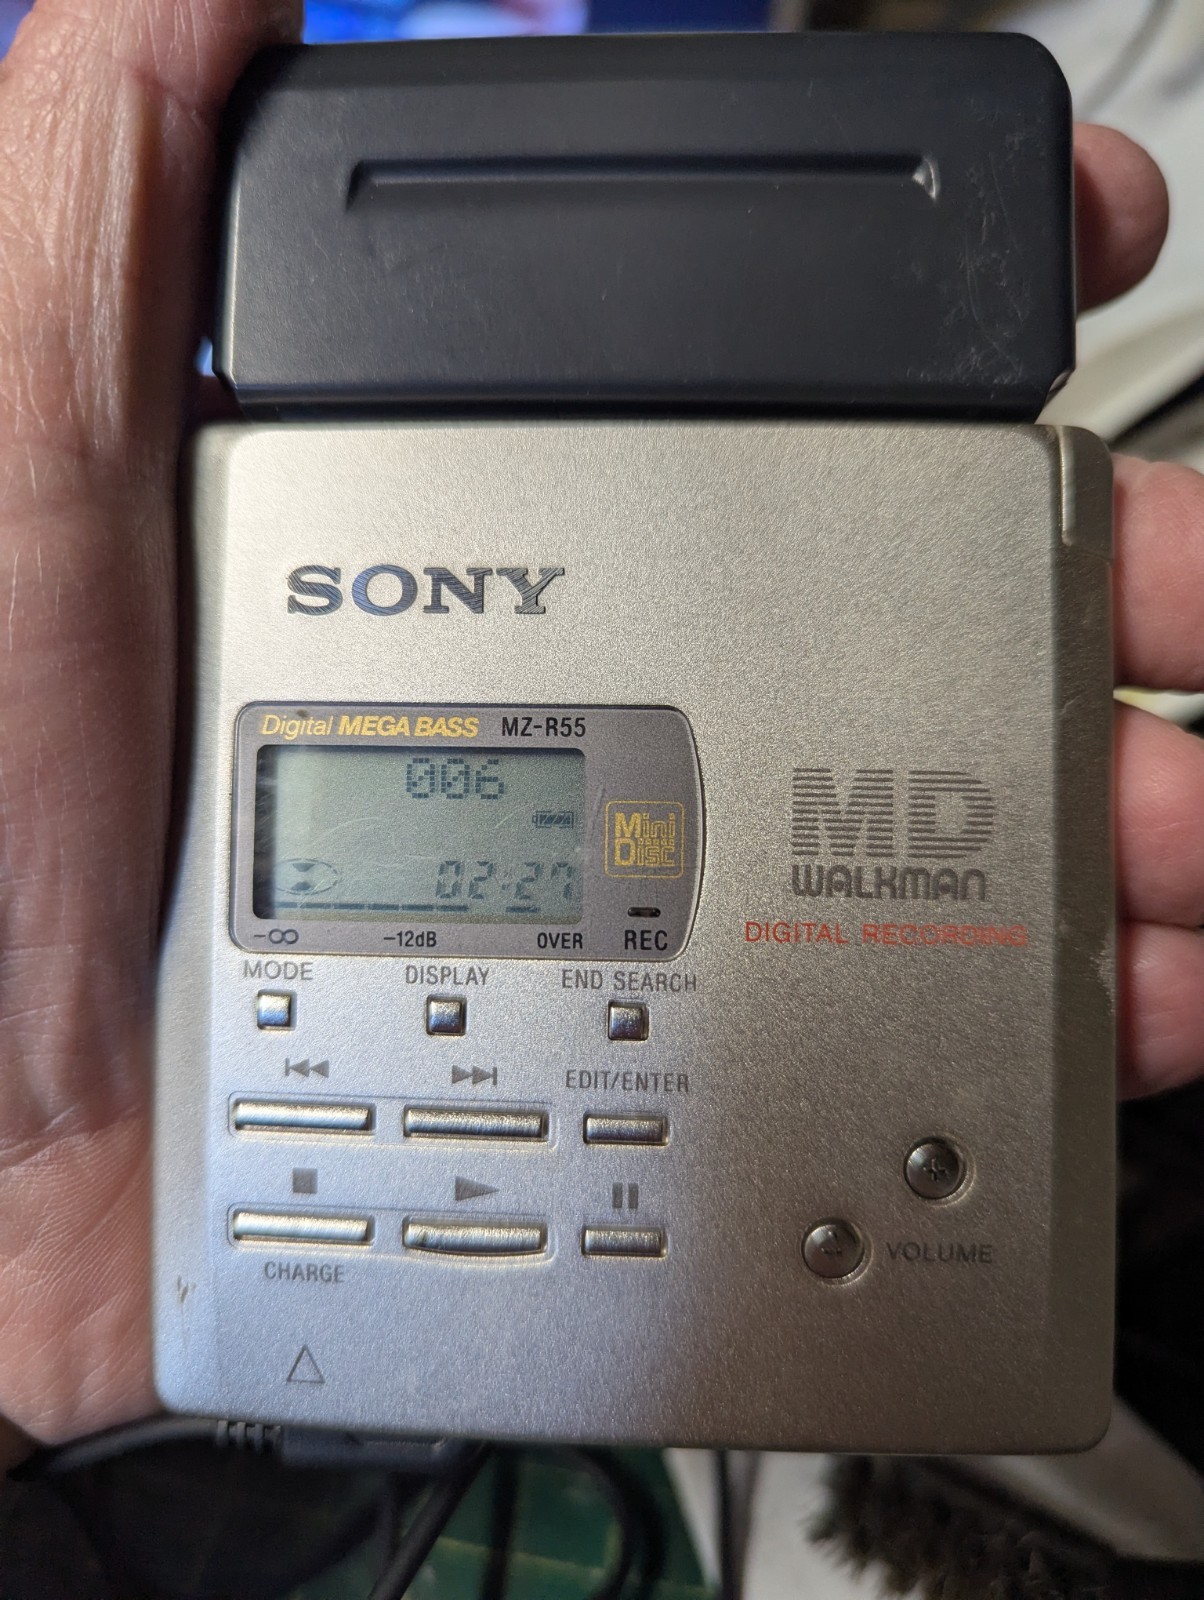 SONY
Digital MEGA BASS MZ-R55
006
02:27
Mini
Disc
-∞ -12dB OVER REC
MD
WALKMAN
DIGITAL RECORDING
MODE DISPLAY END SEARCH
EDIT/ENTER
VOLUME
CHARGE